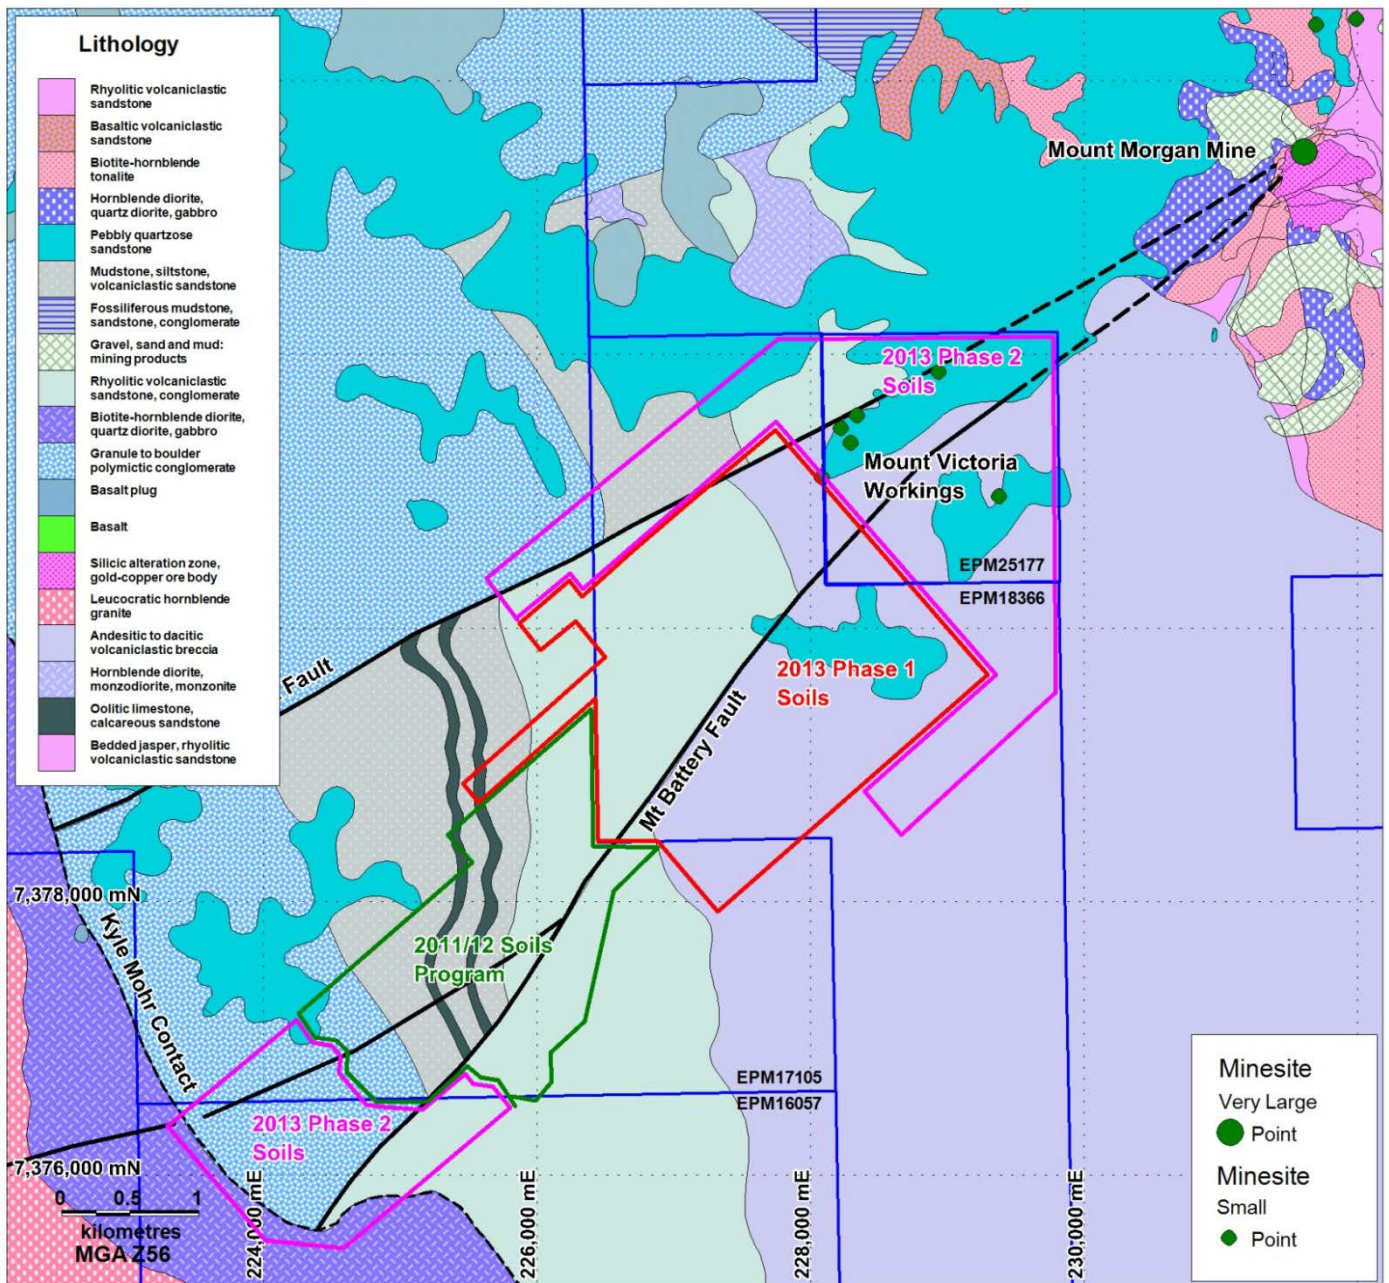 Lithology
Rhyolitic volcaniclastic
sandstone
Basaltic volcaniclastic
sandstone
Biotite-hornblende
tonalite
Hornblende diorite,
quartz diorite, gabbro
Pebbly quartzose
sandstone
Mudstone, siltstone,
volcaniclastic sandstone
Fossiliferous mudstone,
sandstone, conglomerate
Gravel, sand and mud:
mining products
Rhyolitic volcaniclastic
sandstone, conglomerate
Biotite-hornblende diorite,
quartz diorite, gabbro
Granule to boulder
polymictic conglomerate
Basalt plug
Basalt
Silicic alteration zone,
gold-copper ore body
Leucocratic hornblende
granite
Andesitic to dacitic
volcaniclastic breccia
Hornblende diorite,
monzodiorite, monzonite
Oolitic limestone,
calcareous sandstone
Bedded jasper, rhyolitic
volcaniclastic sandstone
Mount Morgan Mine
2013 Phase 2
Soils
Mount Victoria
Workings
EPM25177
EPM18366
2013 Phase 1
Soils
Fault
Mt Battery Fault
7,378,000 mN
Kyle Mohr Contact
2011/12 Soils
Program
EPM17105
EPM16057
2013 Phase 2
Soils
7,376,000 mN
0 0.5 1
kilometres
MGA Z56
224,000 mE
226,000 mE
228,000 mE
230,000 mE
Minesite
Very Large
Point
Minesite
Small
Point